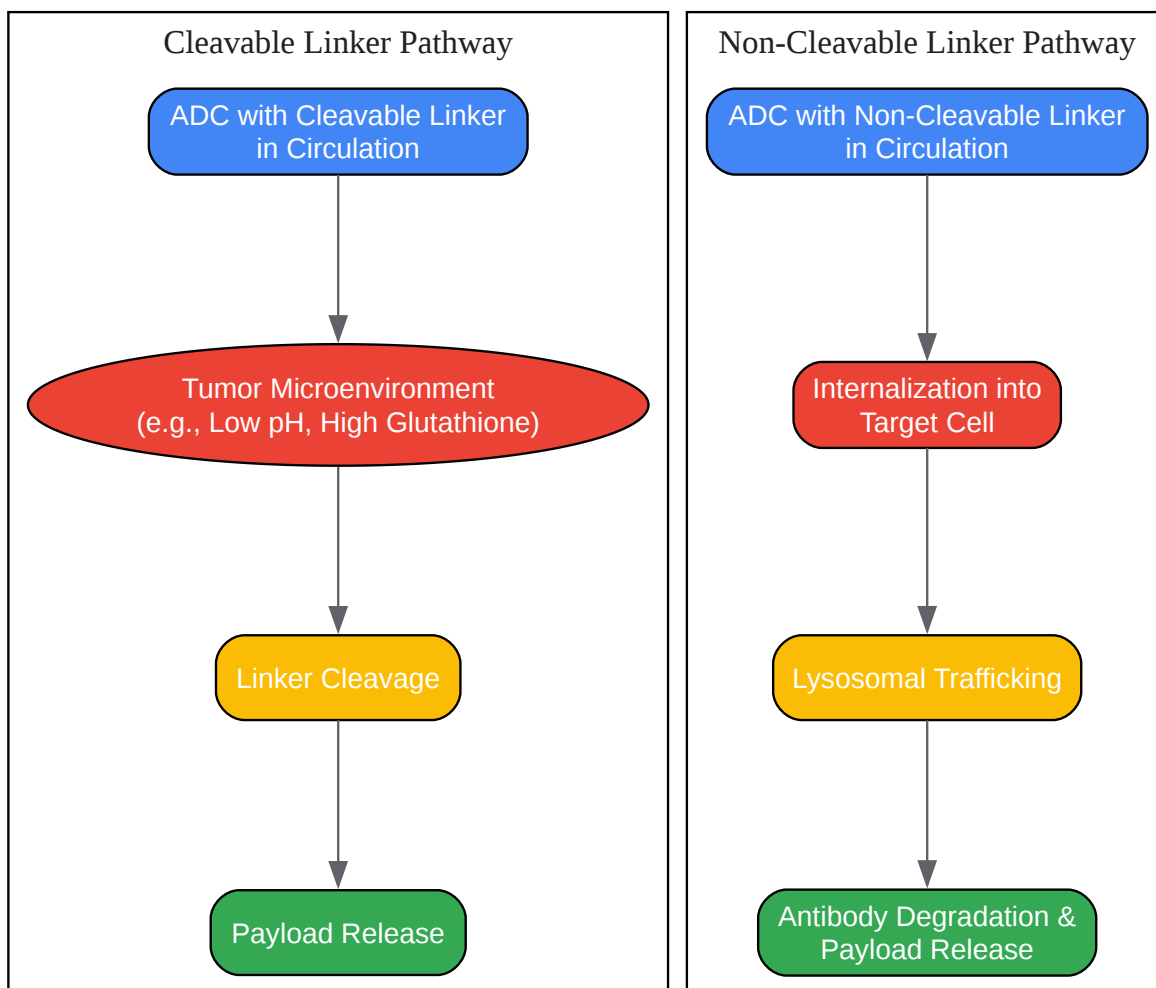 Cleavable Linker Pathway
ADC with Cleavable Linker
in Circulation
Tumor Microenvironment
(e.g., Low pH, High Glutathione)
Linker Cleavage
Payload Release
Non-Cleavable Linker Pathway
ADC with Non-Cleavable Linker
in Circulation
Internalization into
Target Cell
Lysosomal Trafficking
Antibody Degradation &
Payload Release